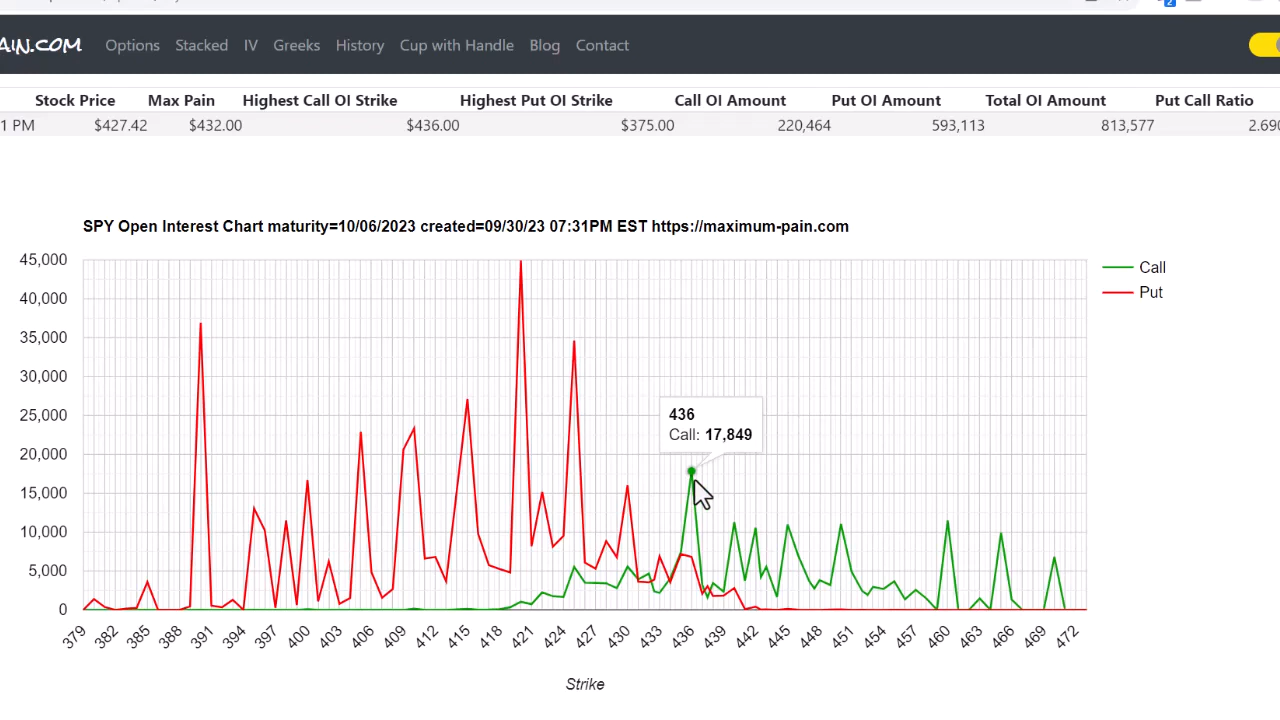 2
AIN.COM Options Stacked IV Greeks History Cup with Handle Blog Contact
Stock Price Max Pain Highest Call OI Strike Highest Put OI Strike Call OI Amount Put OI Amount Total OI Amount Put Call Ratio
1 PM $427.42 $432.00 $436.00 $375.00 220,464 593,113 813,577 2.690
SPY Open Interest Chart maturity=10/06/2023 created=09/30/23 07:31PM EST https://maximum-pain.com
45,000
40,000
35,000
30,000
25,000
20,000
15,000
10,000
5,000
0
Call
Put
436
Call: 17,849
379 382 385 388 391 394 397 400 403 406 409 412 415 418 421 424 427 430 433 436 439 442 445 448 451 454 457 460 463 466 469 472
Strike